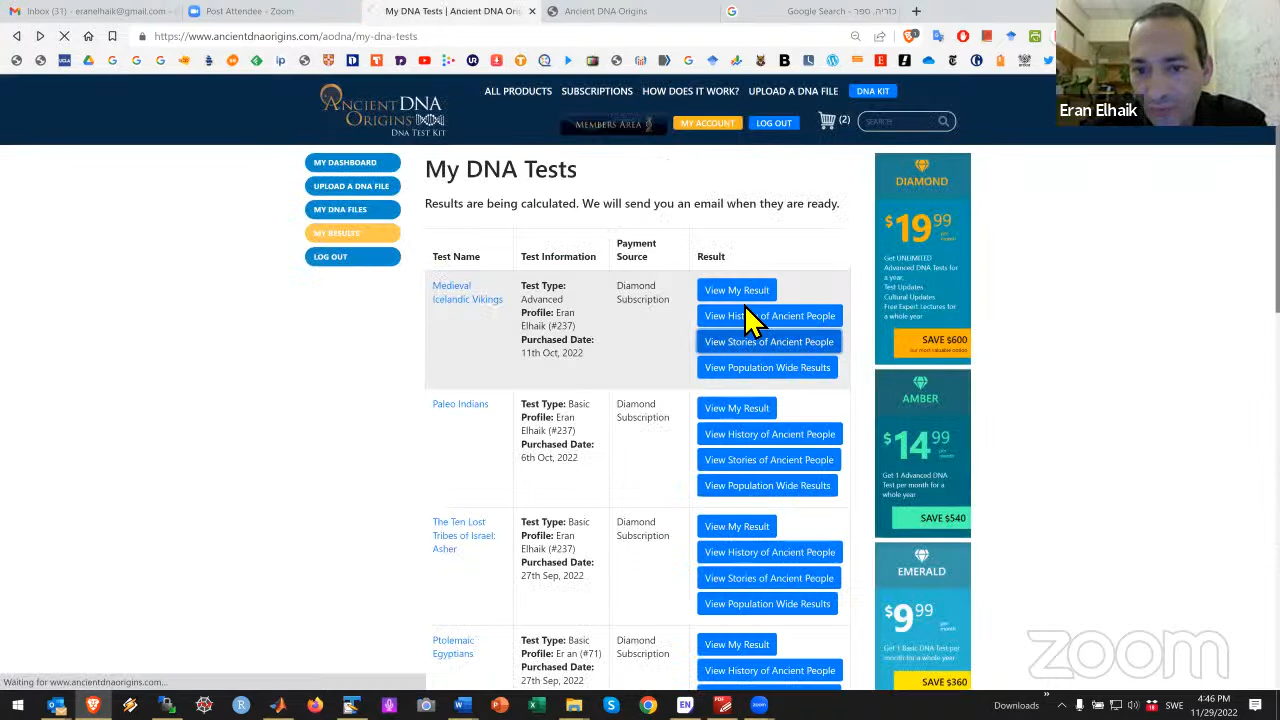 Inbox (31) - eranelhaik@gmail.com
My DNA Tests | Ancient DNA Ori
Ancient DNA Origins
Google Search
https://www.ancientdnaorigins.com/aodna/my-dna-tests
Eran Elhaik
ANCIENT DNA
ORIGINS
DNA TEST KIT
ALL PRODUCTS
SUBSCRIPTIONS
HOW DOES IT WORK?
UPLOAD A DNA FILE
DNA KIT
MEMBERS AREA
MY ACCOUNT
LOG OUT
(2)
SEARCH
MY DASHBOARD
UPLOAD A DNA FILE
MY DNA FILES
MY RESULTS
LOG OUT
My DNA Tests
Results are being calculated. We will send you an email when they are ready.
Test Name
Test Information
Payment
Source
Result
Medieval
Icelandic Vikings
Test Type:
Advanced
Profile: Eran
Elhaik (#237)
Purchased Date:
11th Oct, 2022
Diamond
Subscription
View My Result
View History of Ancient People
View Stories of Ancient People
View Population Wide Results
Paleo Indians
Test Type: Basic
Profile: Eran
Elhaik (#237)
Purchased Date:
6th Oct, 2022
Diamond
Subscription
View My Result
View History of Ancient People
View Stories of Ancient People
View Population Wide Results
The Ten Lost
Tribes of Israel:
Asher
Test Type: Basic
Profile: Eran
Elhaik (#237)
Purchased Date:
27th Sep, 2022
Diamond
Subscription
View My Result
View History of Ancient People
View Stories of Ancient People
View Population Wide Results
Ptolemaic
Egyptians
Test Type: Basic
Profile: Er an (#71)
Purchased Date:
27th Sep, 2022
Diamond
Subscription
View My Result
View History of Ancient People
DIAMOND
$19.99
per
month
Get UNLIMITED
Advanced DNA Tests for
a year,
Test Updates
Cultural Updates
Free Expert Lectures for
a whole year
SAVE $600
our most valuable option
AMBER
$14.99
per
month
Get 1 Advanced DNA
Test per month for a
whole year
SAVE $540
EMERALD
$9.99
per
month
Get 1 Basic DNA Test per
month for a whole year
SAVE $360
zoom
Waiting for www.ancientdnaorigins.com...
Downloads
SWE
4:46 PM
11/29/2022